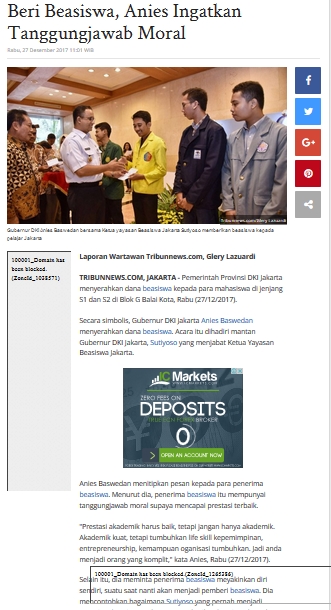 Beri Beasiswa, Anies Ingatkan
Tanggungjawab Moral
Rabu, 27 Desember 2017 11:01 WIB
Tribunnews.com/Glery Lazuardi
Gubernur DKI Anies Baswedan bersama Ketua yayasan Beasiswa Jakarta Sutiyoso memberikan beasiswa kepada
pelajar Jakarta
100001_Domain has
been blocked.
(ZoneId_1038571)
Laporan Wartawan Tribunnews.com, Glery Lazuardi
TRIBUNNEWS.COM, JAKARTA - Pemerintah Provinsi DKI Jakarta
menyerahkan dana beasiswa kepada para mahasiswa di jenjang
S1 dan S2 di Blok G Balai Kota, Rabu (27/12/2017).
Secara simbolis, Gubernur DKI Jakarta Anies Baswedan
menyerahkan dana beasiswa. Acara itu dihadiri mantan
Gubernur DKI Jakarta, Sutiyoso yang menjabat Ketua Yayasan
Beasiswa Jakarta.
IC Markets
ZERO FEES ON
DEPOSITS
TRUE ECN FOREX BROKER
0
OPEN AN ACCOUNT NOW
Anies Baswedan menitipkan pesan kepada para penerima
beasiswa. Menurut dia, penerima beasiswa itu mempunyai
tanggungjawab moral supaya mencapai prestasi terbaik.
"Prestasi akademik harus baik, tetapi jangan hanya akademik.
Akademik kuat, tetapi tumbuhkan life skill kepemimpinan,
entrepreneurship, kemampuan oganisasi tumbuhkan. Jadi anda
menjadi orang yang komplit," kata Anies, Rabu (27/12/2017).
100001_Domain has been blocked.
Selain itu, dia meminta penerima beasiswa meyakinkan diri
sendiri, suatu saat nanti akan menjadi pemberi beasiswa. Dia
mencontohkan bagaimana Sutiyoso yang pernah menjadi